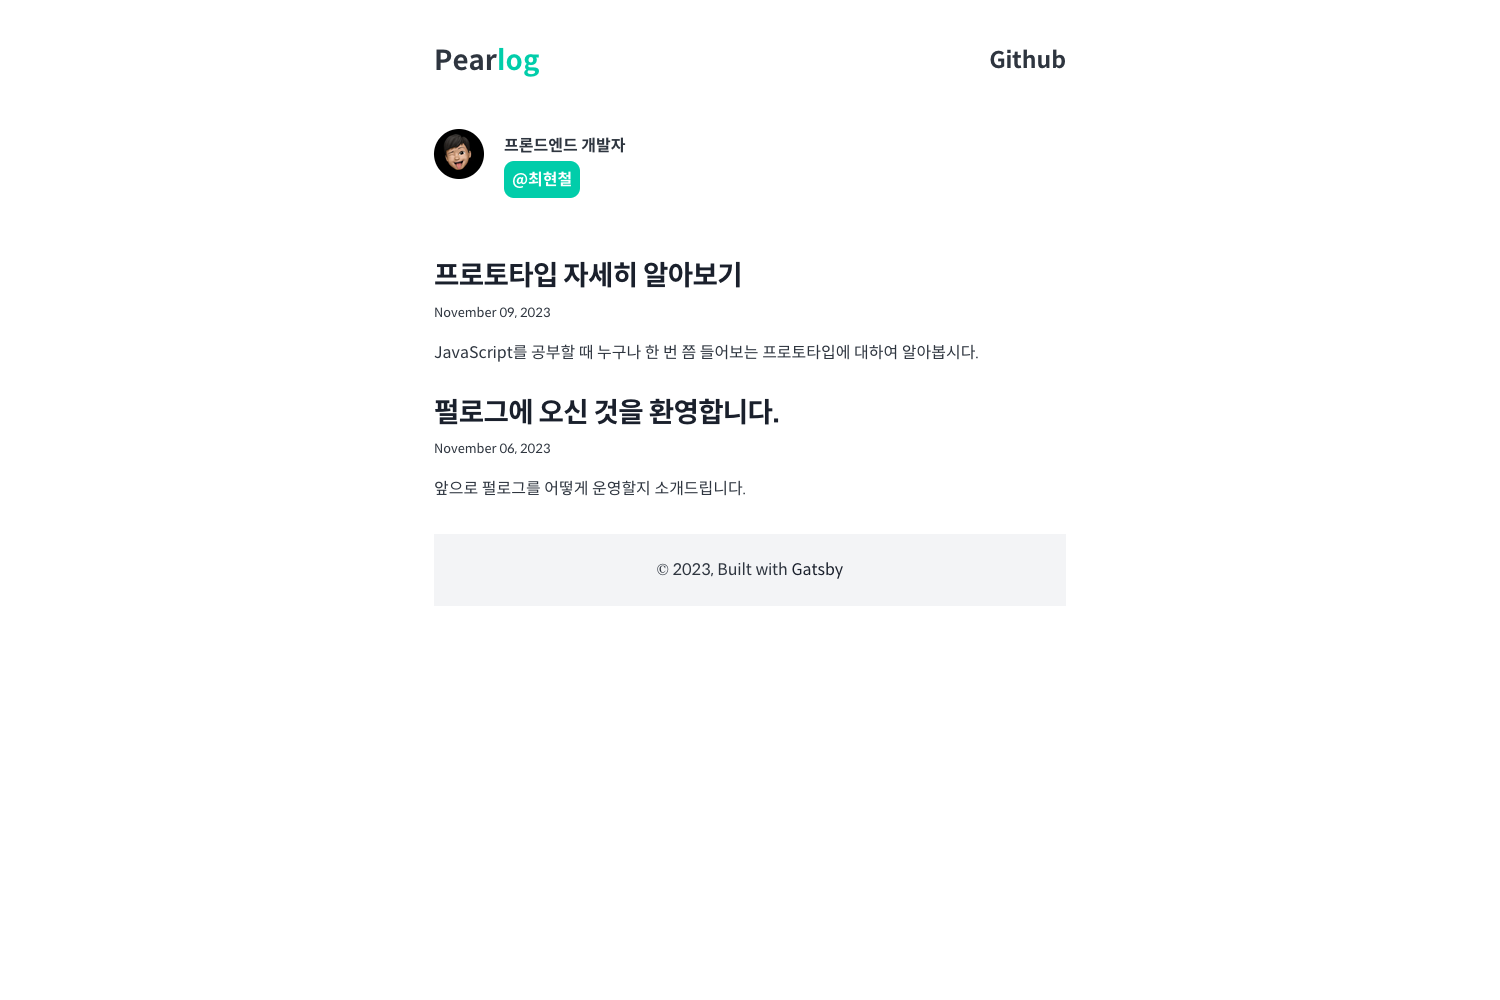 Pearlog
Github
프론드엔드 개발자
@최현철
프로토타입 자세히 알아보기
November 09, 2023
JavaScript를 공부할 때 누구나 한 번 쯤 들어보는 프로토타입에 대하여 알아봅시다.
펄로그에 오신 것을 환영합니다.
November 06, 2023
앞으로 펄로그를 어떻게 운영할지 소개드립니다.
© 2023, Built with Gatsby